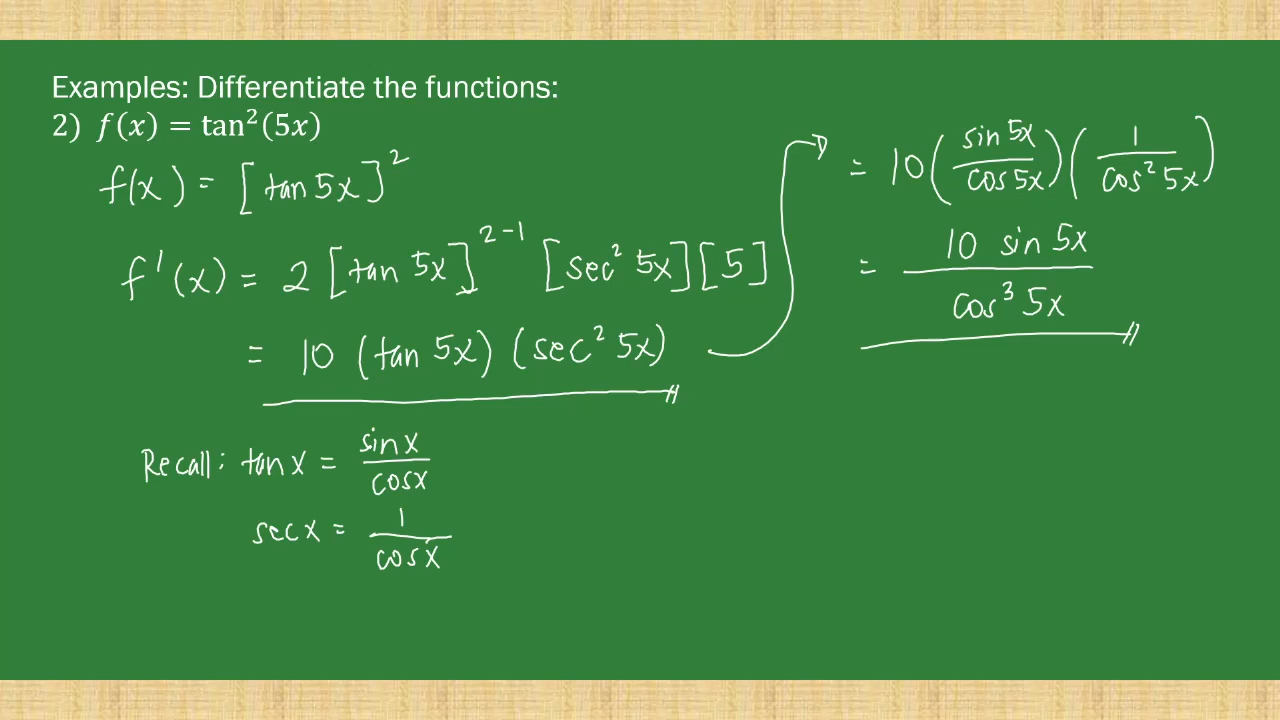 Examples: Differentiate the functions:
2) f(x) = tan²(5x)
f(x) = [tan 5x]²
f'(x) = 2 [tan 5x]²⁻¹ [sec² 5x][5]
= 10 (tan 5x) (sec² 5x)
Recall: tan x = sin x / cos x
sec x = 1 / cos x
= 10 (sin 5x / cos 5x) (1 / cos² 5x)
= 10 sin 5x / cos³ 5x